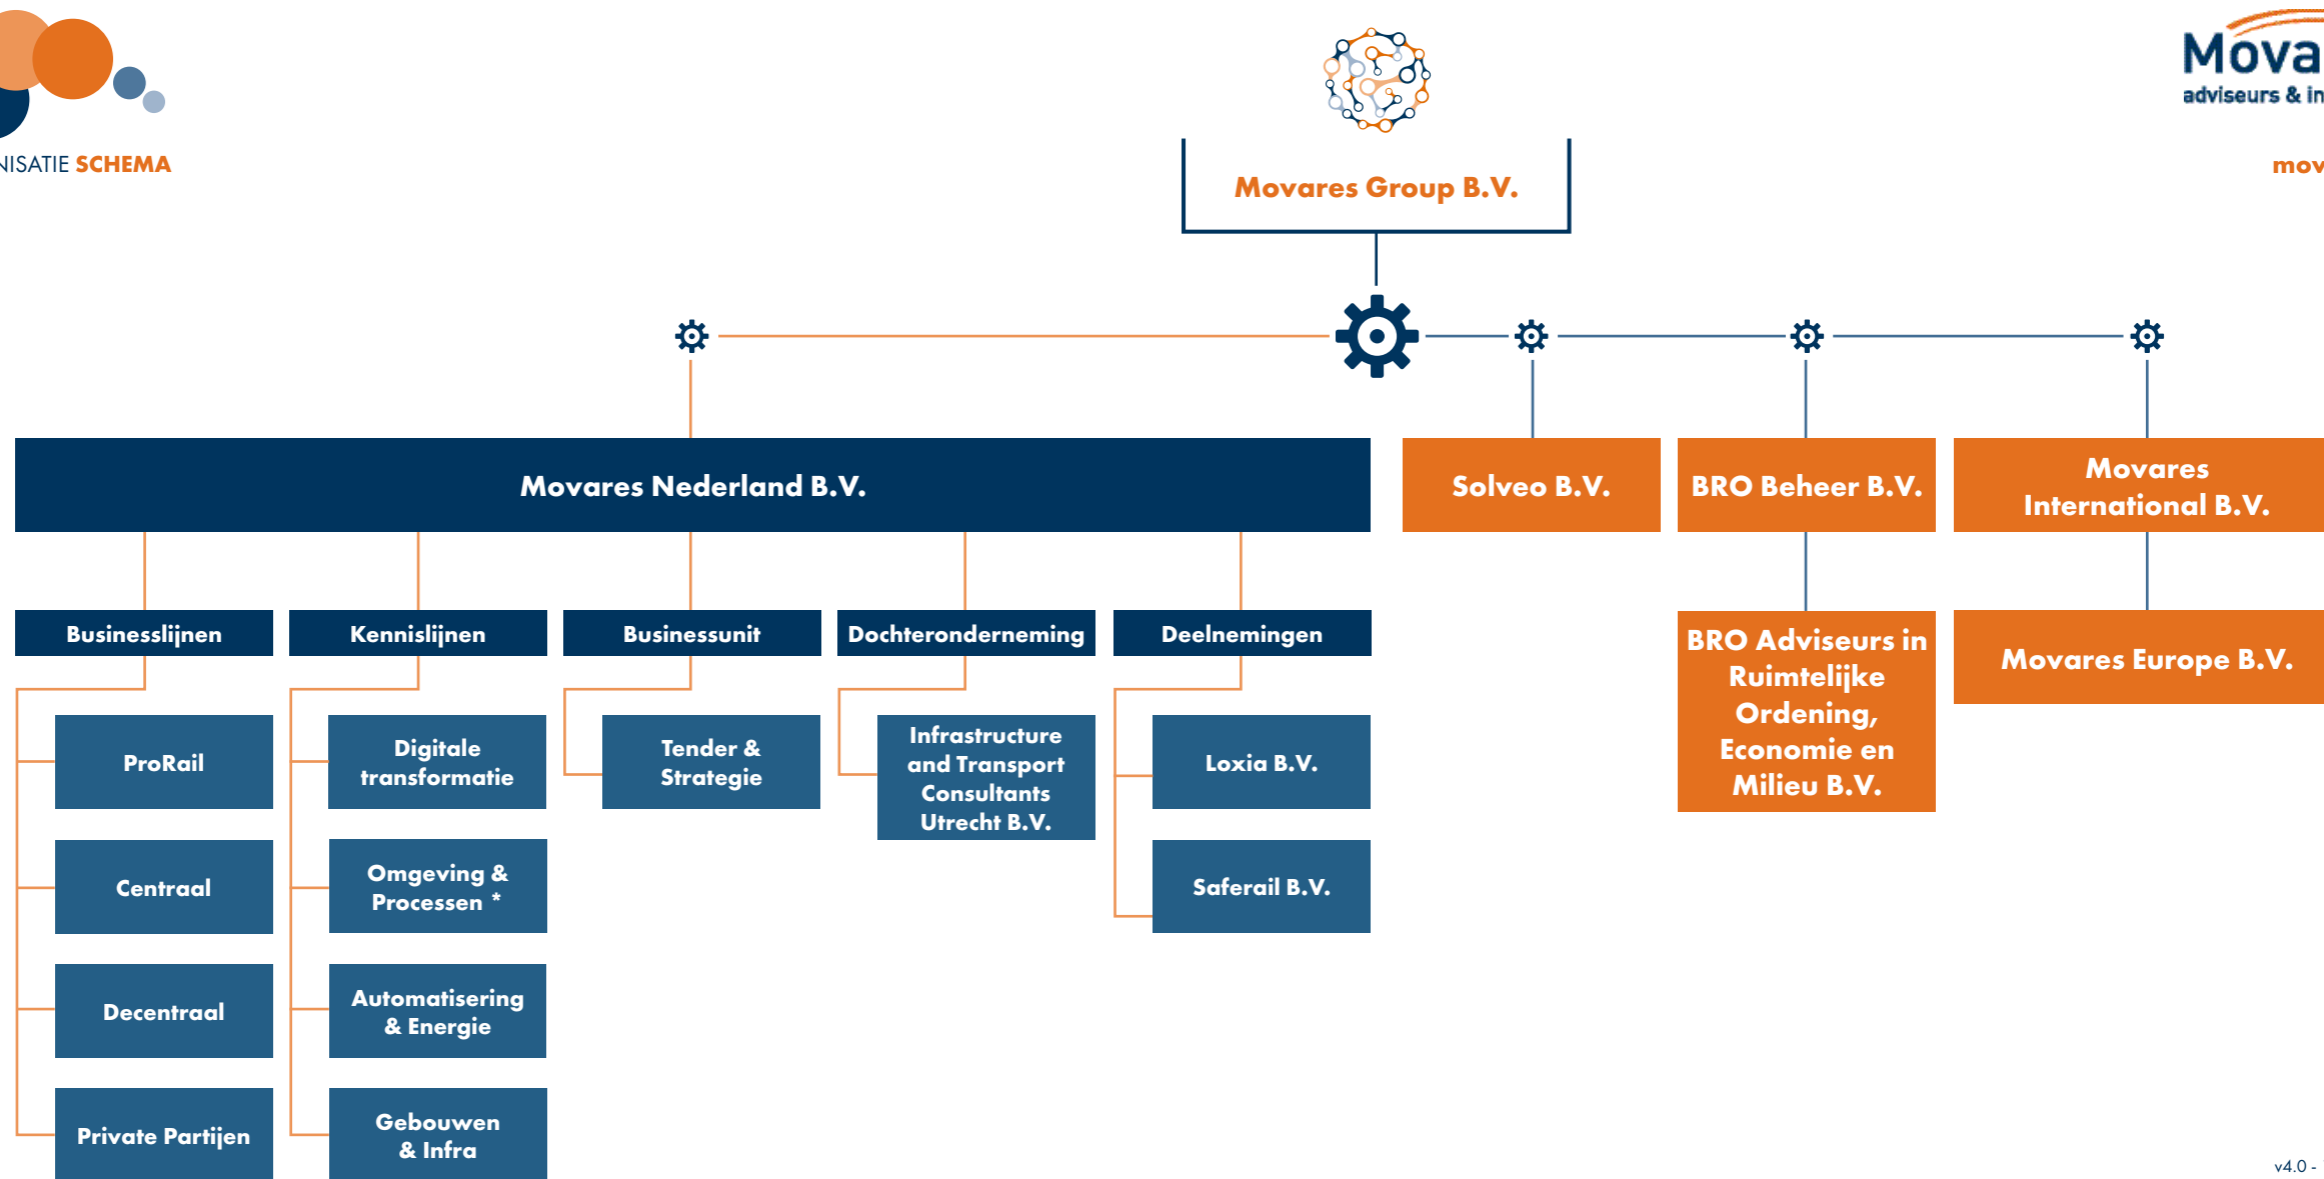 NISATIE SCHEMA
Mova
adviseurs & in
mov
Movares Group B.V.
Movares Nederland B.V.
Solveo B.V.
BRO Beheer B.V.
Movares
International B.V.
Businesslijnen
Kennislijnen
Businessunit
Dochteronderneming
Deelnemingen
BRO Adviseurs in
Ruimtelijke
Ordening,
Economie en
Milieu B.V.
Movares Europe B.V.
ProRail
Centraal
Decentraal
Private Partijen
Digitale
transformatie
Omgeving &
Processen *
Automatisering
& Energie
Gebouwen
& Infra
Tender &
Strategie
Infrastructure
and Transport
Consultants
Utrecht B.V.
Loxia B.V.
Saferail B.V.
v4.0 -